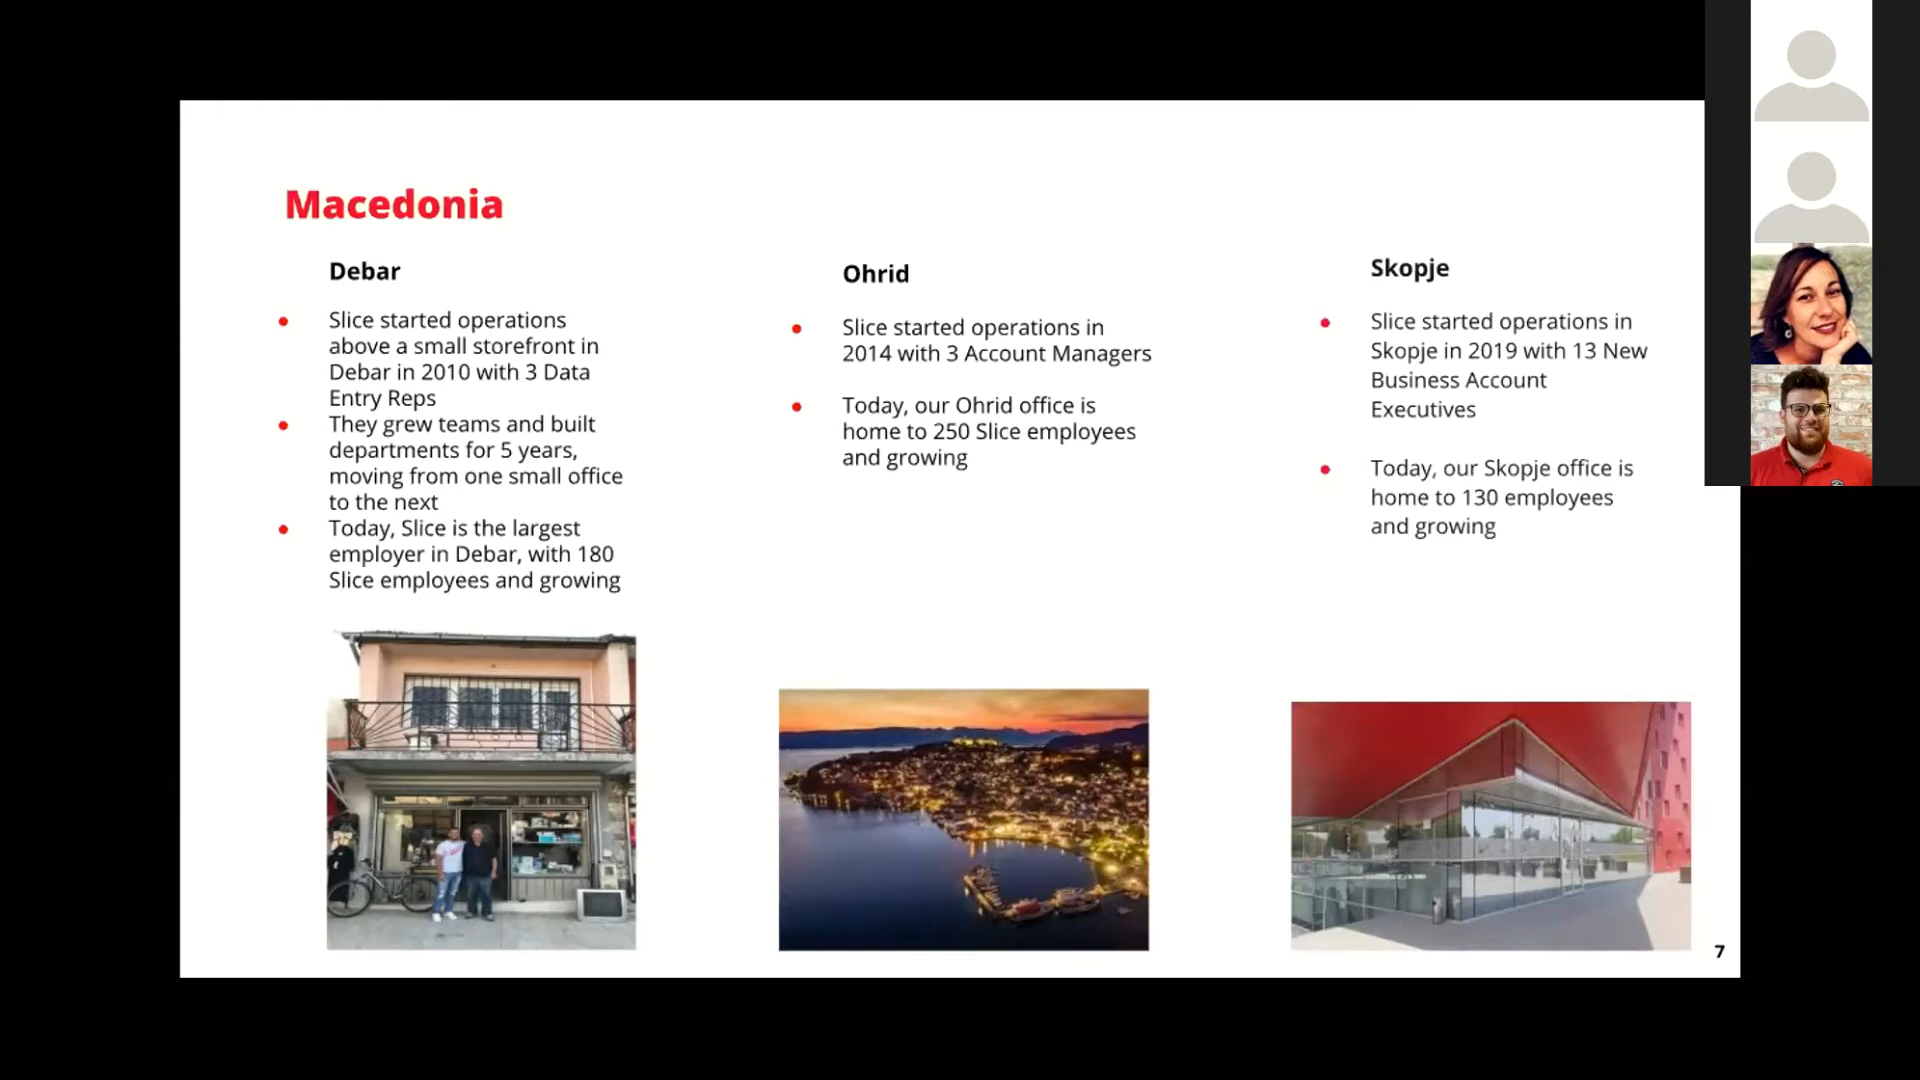 Macedonia
Debar
Slice started operations
above a small storefront in
Debar in 2010 with 3 Data
Entry Reps
They grew teams and built
departments for 5 years,
moving from one small office
to the next
Today, Slice is the largest
employer in Debar, with 180
Slice employees and growing
Ohrid
Slice started operations in
2014 with 3 Account Managers
Today, our Ohrid office is
home to 250 Slice employees
and growing
Skopje
Slice started operations in
Skopje in 2019 with 13 New
Business Account
Executives
Today, our Skopje office is
home to 130 employees
and growing
7